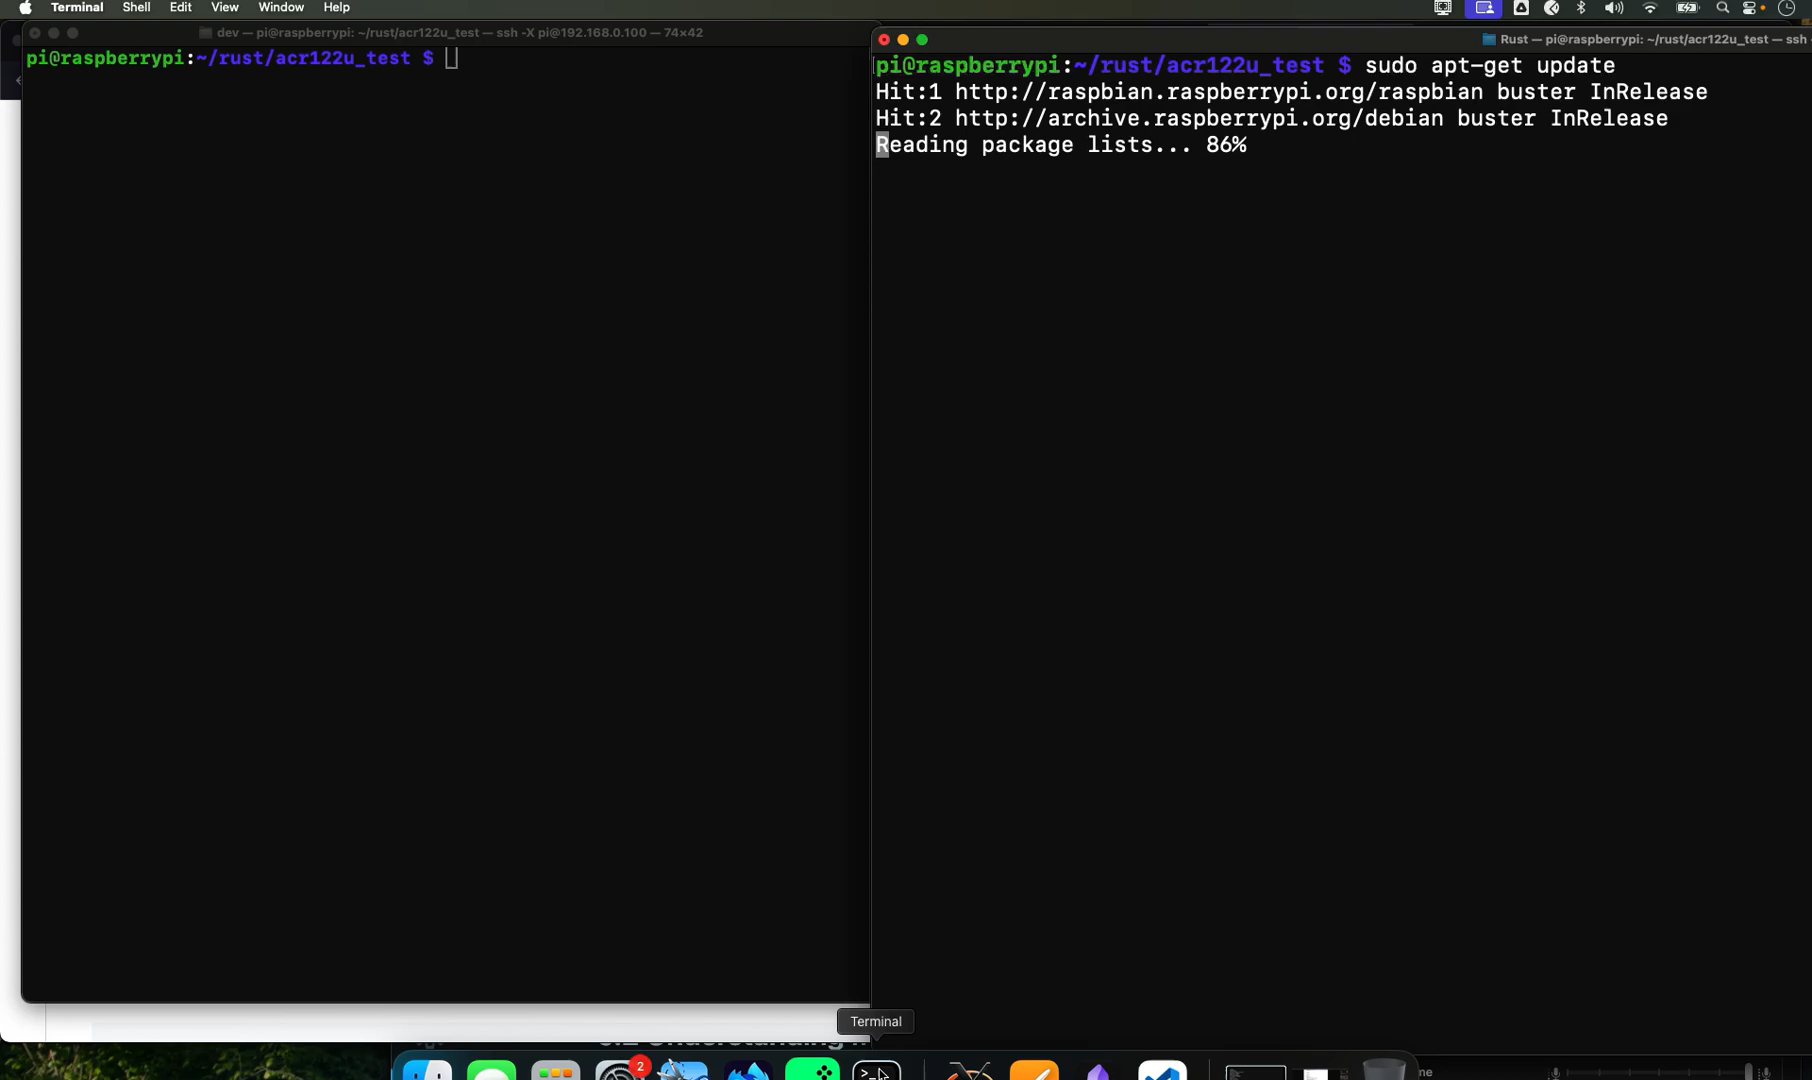 Terminal Shell Edit View Window Help
dev — pi@raspberrypi: ~/rust/acr122u_test — ssh -X pi@192.168.0.100 — 74×42
pi@raspberrypi:~/rust/acr122u_test $
Rust — pi@raspberrypi: ~/rust/acr122u_test — ssh
pi@raspberrypi:~/rust/acr122u_test $ sudo apt-get update
Hit:1 http://raspbian.raspberrypi.org/raspbian buster InRelease
Hit:2 http://archive.raspberrypi.org/debian buster InRelease
Reading package lists... 86%
Terminal
2